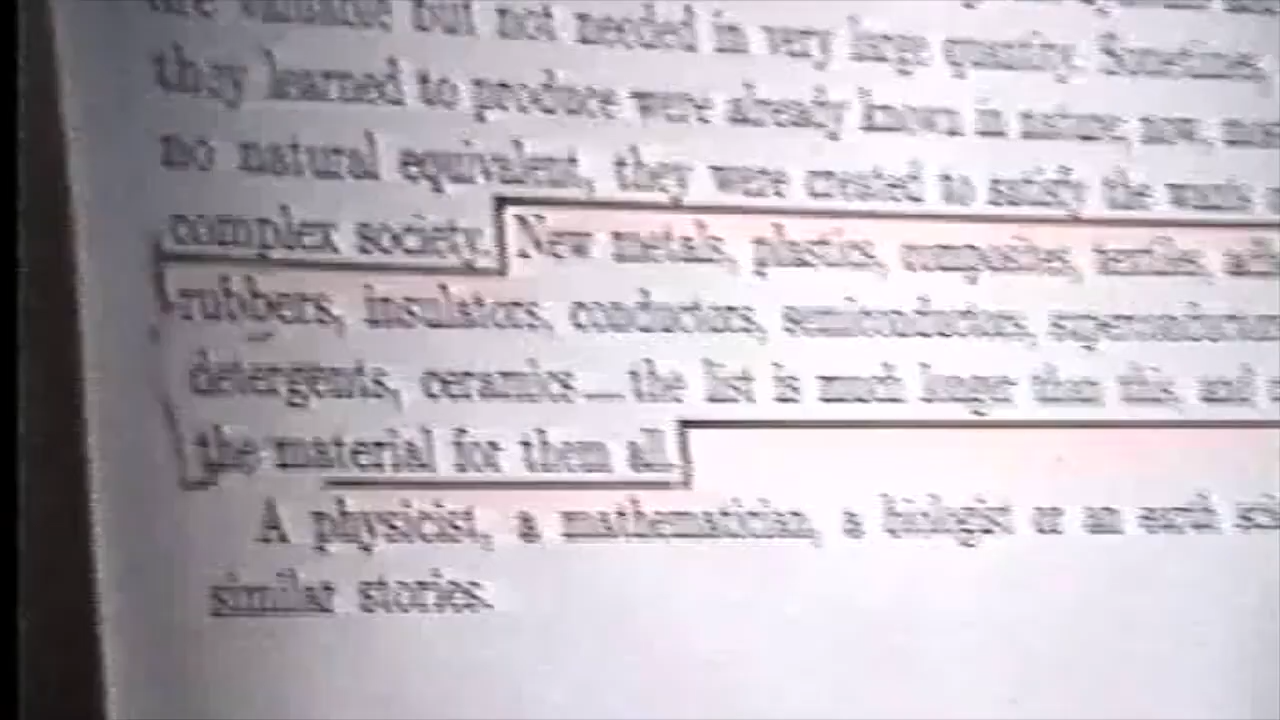 but not needed in very large quantity. Sometimes,
they learned to produce were already known in nature; now,
no natural equivalent, they were created to satisfy the wants
complex society. New metals, plastics, composites, textiles,
rubbers, insulators, conductors, semiconductors,
detergents, ceramics—the list is much longer than this, and
the material for them all.
A physicist, a mathematician, a biologist or an earth
similar stories.